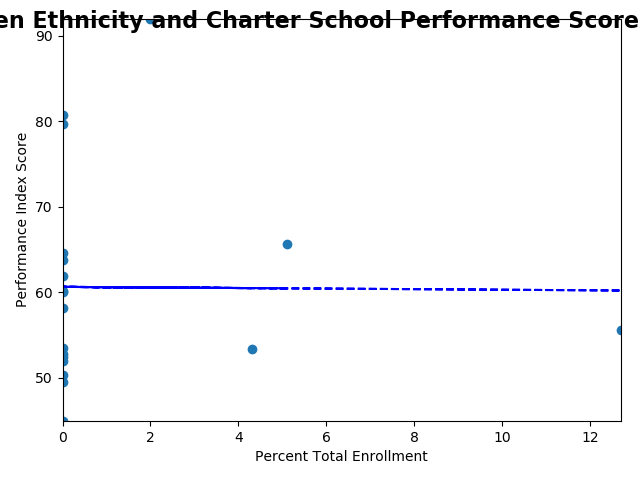 en Ethnicity and Charter School Performance Score
90
80
70
60
50
Performance Index Score
0 2 4 6 8 10 12
Percent Total Enrollment